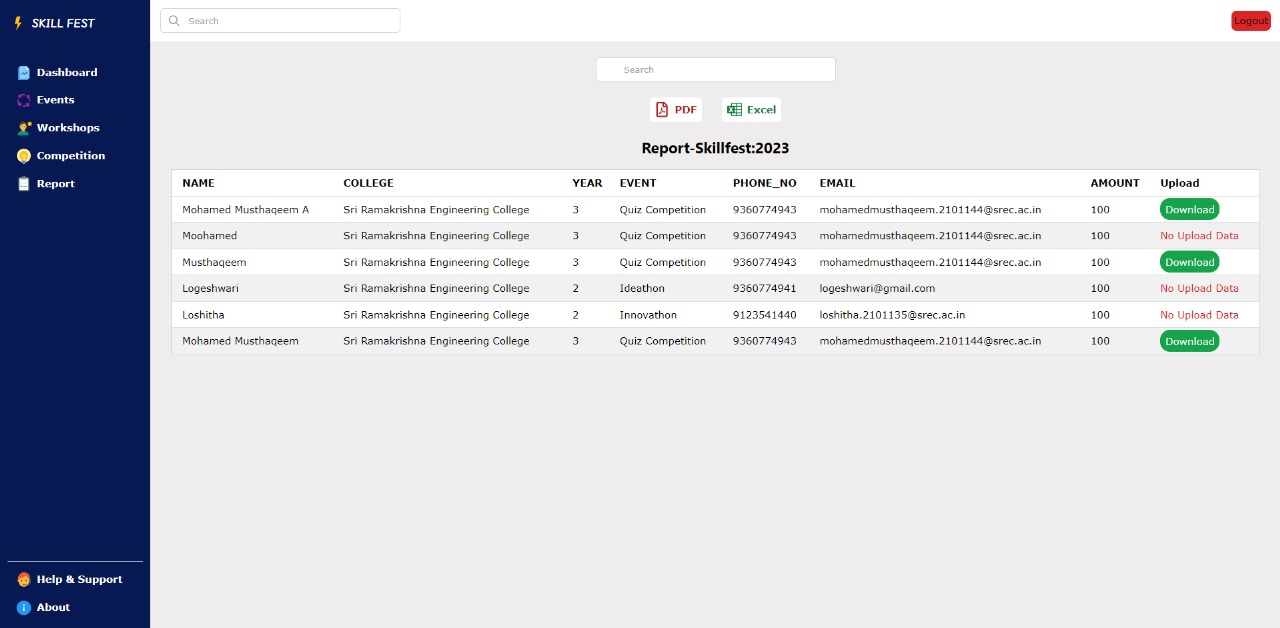 SKILL FEST
Search
Logout
Dashboard
Events
Workshops
Competition
Report
Help & Support
About
Search
PDF Excel
Report-Skillfest:2023
NAME COLLEGE YEAR EVENT PHONE_NO EMAIL AMOUNT Upload
Mohamed Musthaqeem A Sri Ramakrishna Engineering College 3 Quiz Competition 9360774943 mohamedmusthaqeem.2101144@srec.ac.in 100 Download
Moohamed Sri Ramakrishna Engineering College 3 Quiz Competition 9360774943 mohamedmusthaqeem.2101144@srec.ac.in 100 No Upload Data
Musthaqeem Sri Ramakrishna Engineering College 3 Quiz Competition 9360774943 mohamedmusthaqeem.2101144@srec.ac.in 100 Download
Logeshwari Sri Ramakrishna Engineering College 2 Ideathon 9360774941 logeshwari@gmail.com 100 No Upload Data
Loshitha Sri Ramakrishna Engineering College 2 Innovathon 9123541440 loshitha.2101135@srec.ac.in 100 No Upload Data
Mohamed Musthaqeem Sri Ramakrishna Engineering College 3 Quiz Competition 9360774943 mohamedmusthaqeem.2101144@srec.ac.in 100 Download